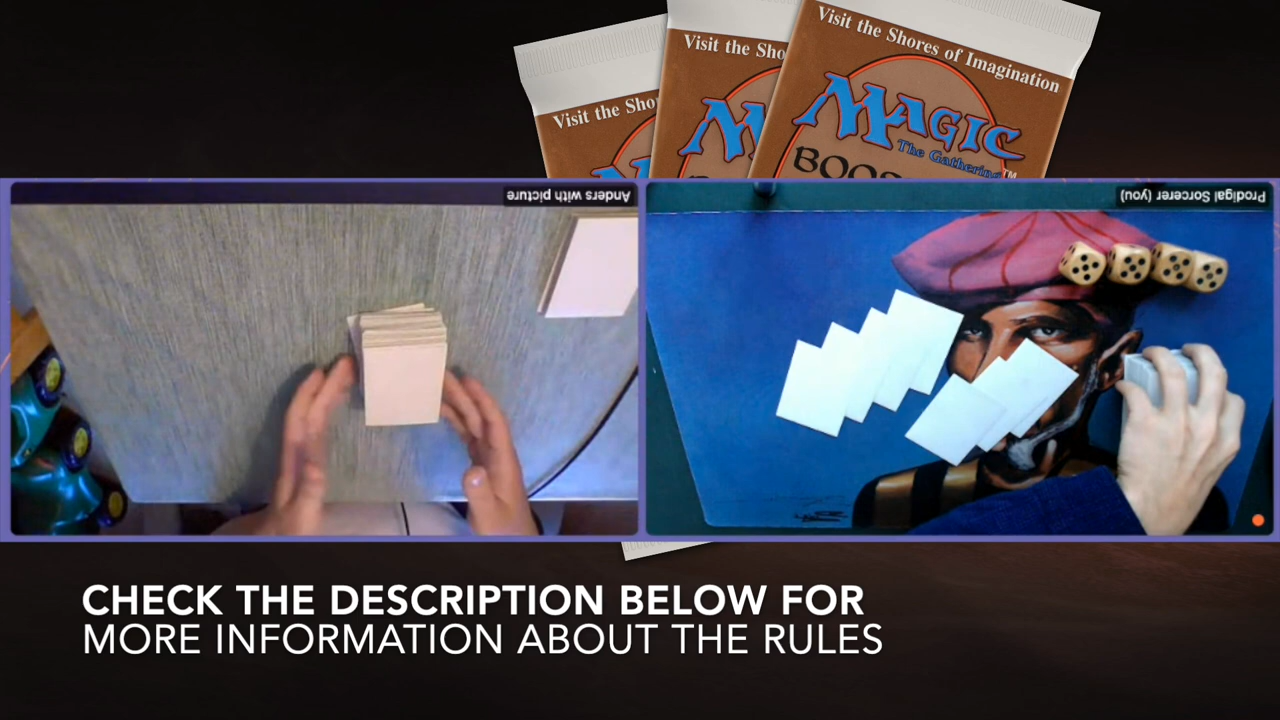 Visit the Shores of Imagination
Visit the Sho
Visit the Sho
MAGIC
The Gathering™
M
BOOS
Anders with picture
Prodigal Sorcerer (you)
CHECK THE DESCRIPTION BELOW FOR
MORE INFORMATION ABOUT THE RULES